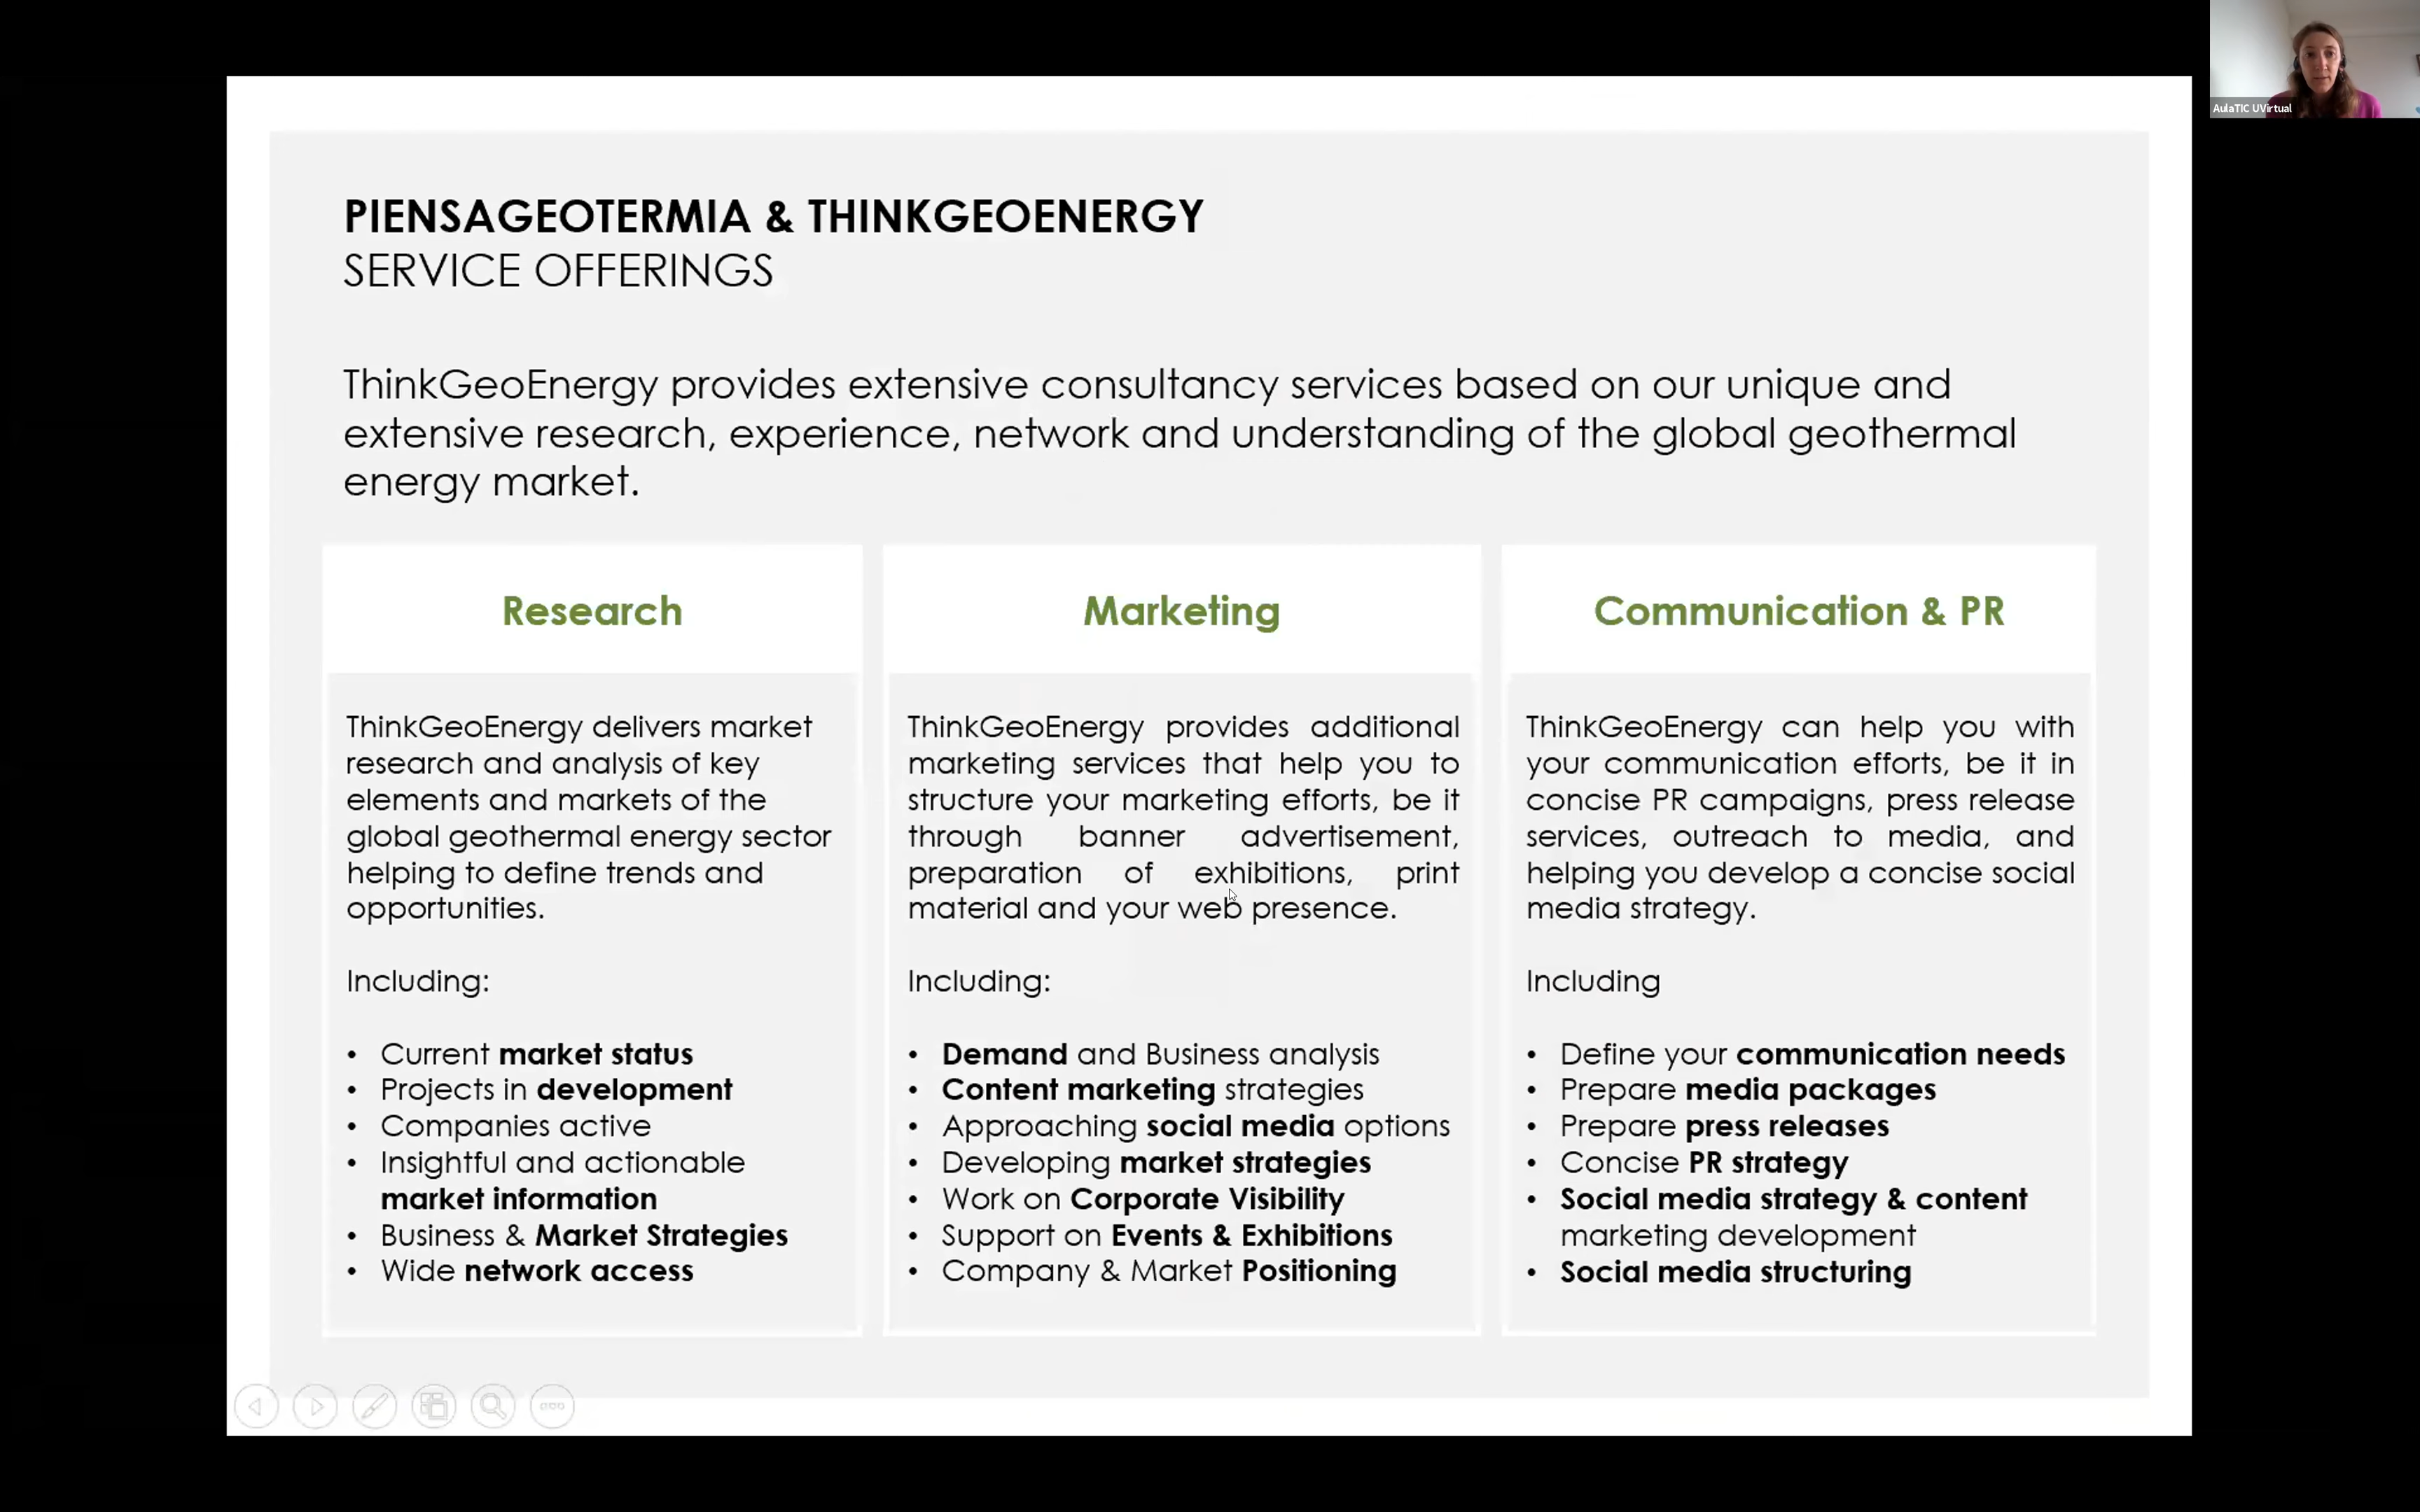 AulaTIC UVirtual
PIENSAGEOTERMIA & THINKGEOENERGY
SERVICE OFFERINGS
ThinkGeoEnergy provides extensive consultancy services based on our unique and
extensive research, experience, network and understanding of the global geothermal
energy market.
Research
ThinkGeoEnergy delivers market
research and analysis of key
elements and markets of the
global geothermal energy sector
helping to define trends and
opportunities.
Including:
• Current market status
• Projects in development
• Companies active
• Insightful and actionable
market information
• Business & Market Strategies
• Wide network access
Marketing
ThinkGeoEnergy provides additional
marketing services that help you to
structure your marketing efforts, be it
through banner advertisement,
preparation of exhibitions, print
material and your web presence.
Including:
• Demand and Business analysis
• Content marketing strategies
• Approaching social media options
• Developing market strategies
• Work on Corporate Visibility
• Support on Events & Exhibitions
• Company & Market Positioning
Communication & PR
ThinkGeoEnergy can help you with
your communication efforts, be it in
concise PR campaigns, press release
services, outreach to media, and
helping you develop a concise social
media strategy.
Including
• Define your communication needs
• Prepare media packages
• Prepare press releases
• Concise PR strategy
• Social media strategy & content
marketing development
• Social media structuring